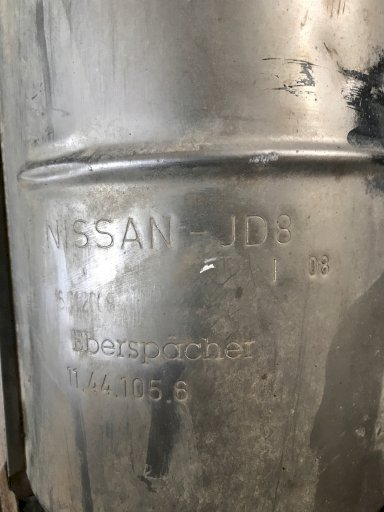 NISSAN - JD8
I 08
Eberspächer
11.44.105.6